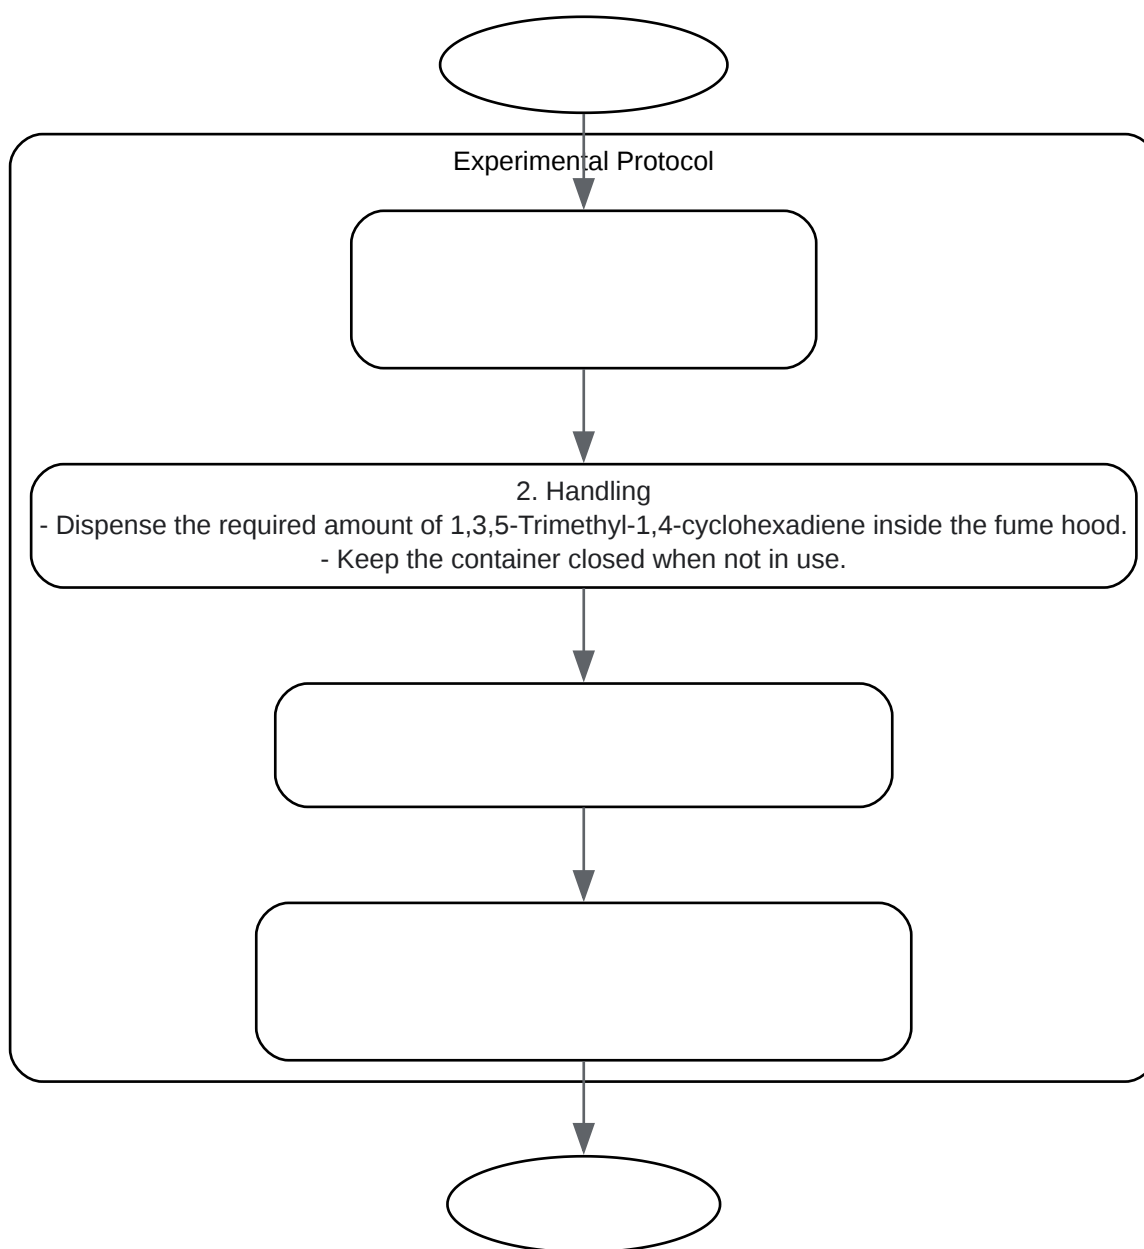 Experimental Protocol
2. Handling
- Dispense the required amount of 1,3,5-Trimethyl-1,4-cyclohexadiene inside the fume hood.
- Keep the container closed when not in use.